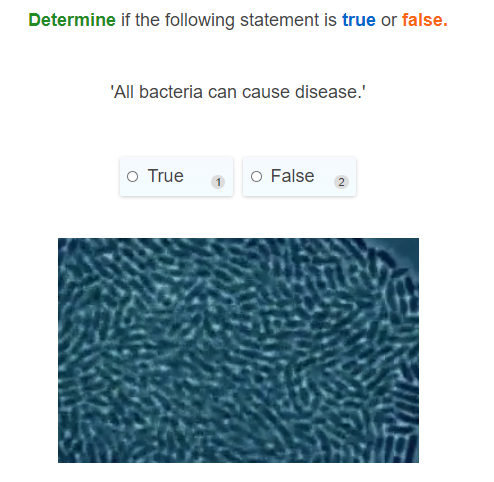 Determine if the following statement is true or false.
'All bacteria can cause disease.'
True 1 False 2